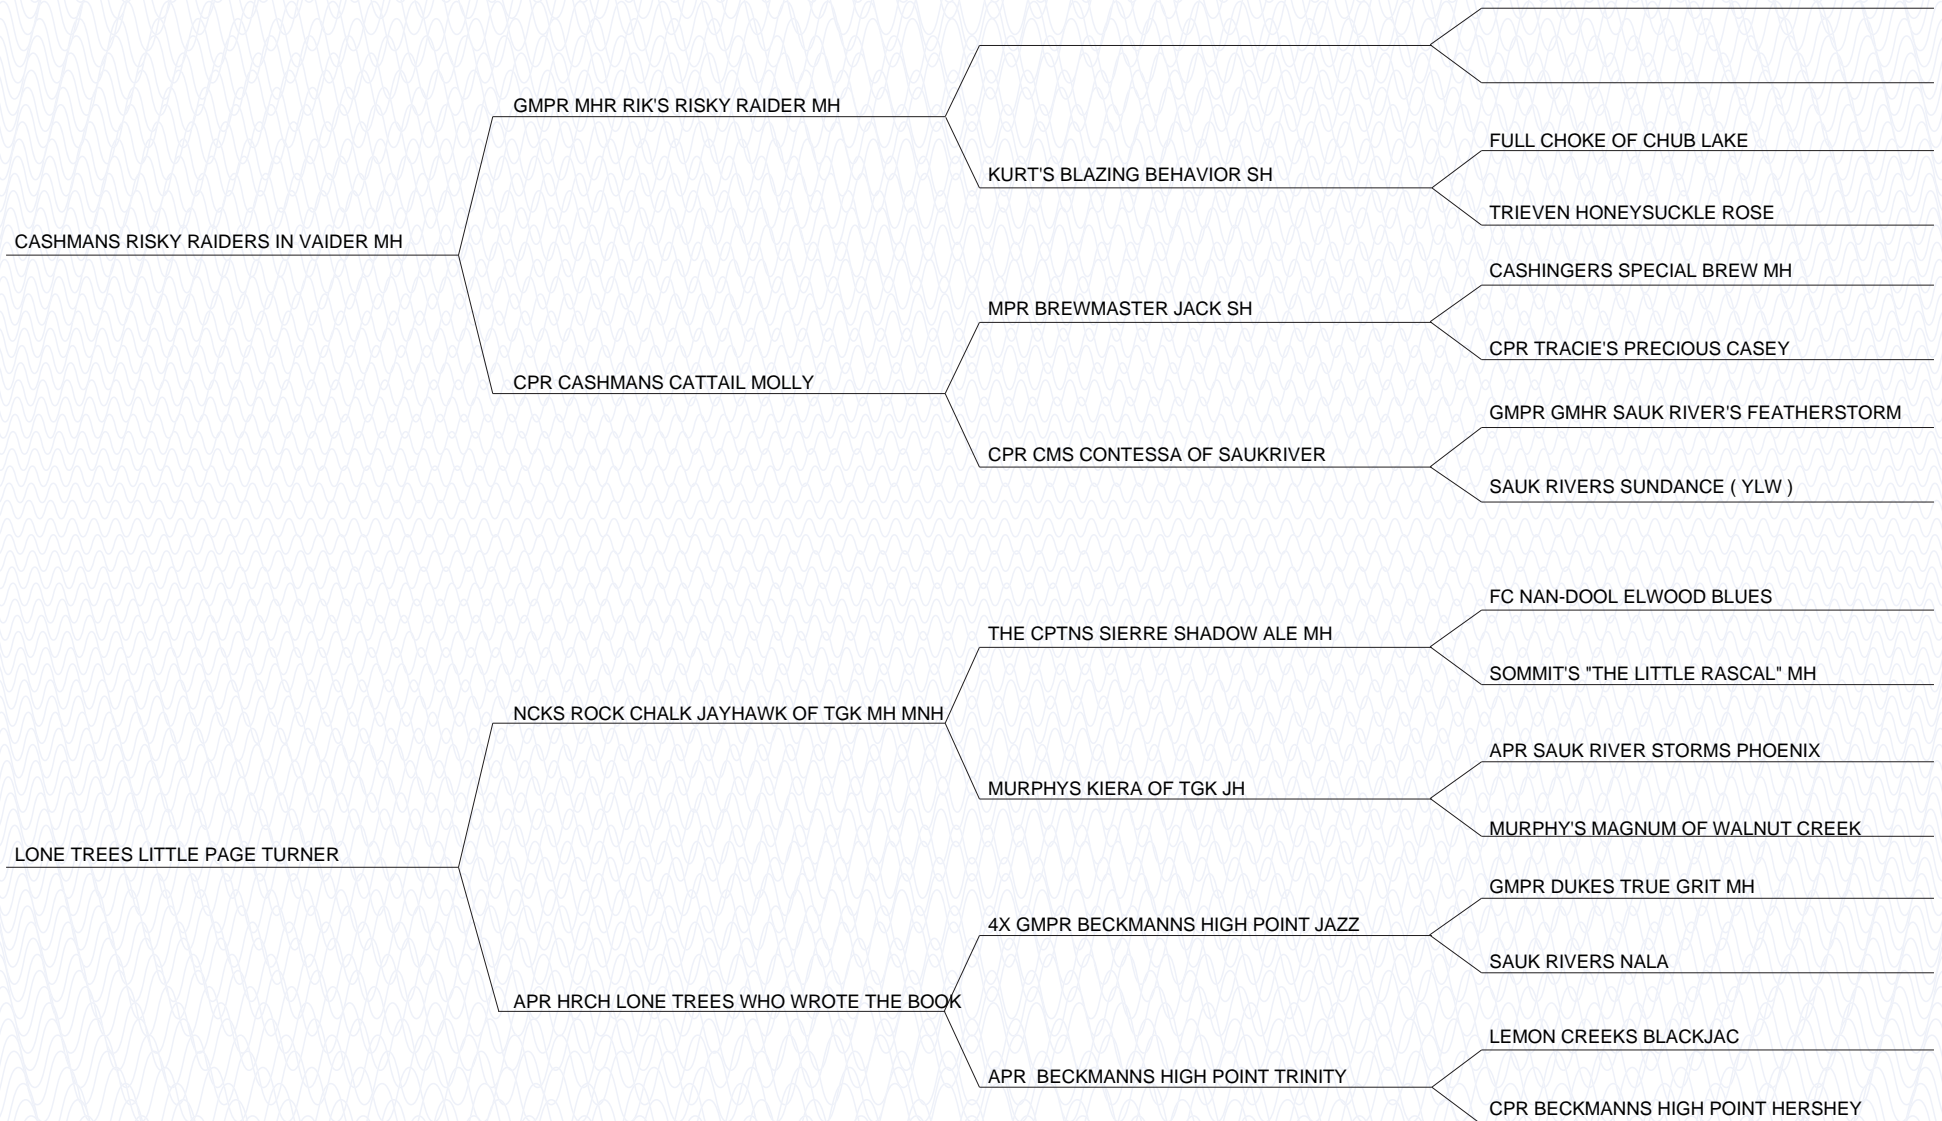 GMPR MHR RIK'S RISKY RAIDER MH
FULL CHOKE OF CHUB LAKE
KURT'S BLAZING BEHAVIOR SH
TRIEVEN HONEYSUCKLE ROSE
CASHMANS RISKY RAIDERS IN VAIDER MH
CASHINGERS SPECIAL BREW MH
MPR BREWMASTER JACK SH
CPR TRACIE'S PRECIOUS CASEY
CPR CASHMANS CATTAIL MOLLY
GMPR GMHR SAUK RIVER'S FEATHERSTORM
CPR CMS CONTESSA OF SAUKRIVER
SAUK RIVERS SUNDANCE ( YLW )
FC NAN-DOOL ELWOOD BLUES
THE CPTNS SIERRE SHADOW ALE MH
SOMMIT'S "THE LITTLE RASCAL" MH
NCKS ROCK CHALK JAYHAWK OF TGK MH MNH
APR SAUK RIVER STORMS PHOENIX
MURPHYS KIERA OF TGK JH
MURPHY'S MAGNUM OF WALNUT CREEK
LONE TREES LITTLE PAGE TURNER
GMPR DUKES TRUE GRIT MH
4X GMPR BECKMANNS HIGH POINT JAZZ
SAUK RIVERS NALA
APR HRCH LONE TREES WHO WROTE THE BOOK
LEMON CREEKS BLACKJAC
APR  BECKMANNS HIGH POINT TRINITY
CPR BECKMANNS HIGH POINT HERSHEY